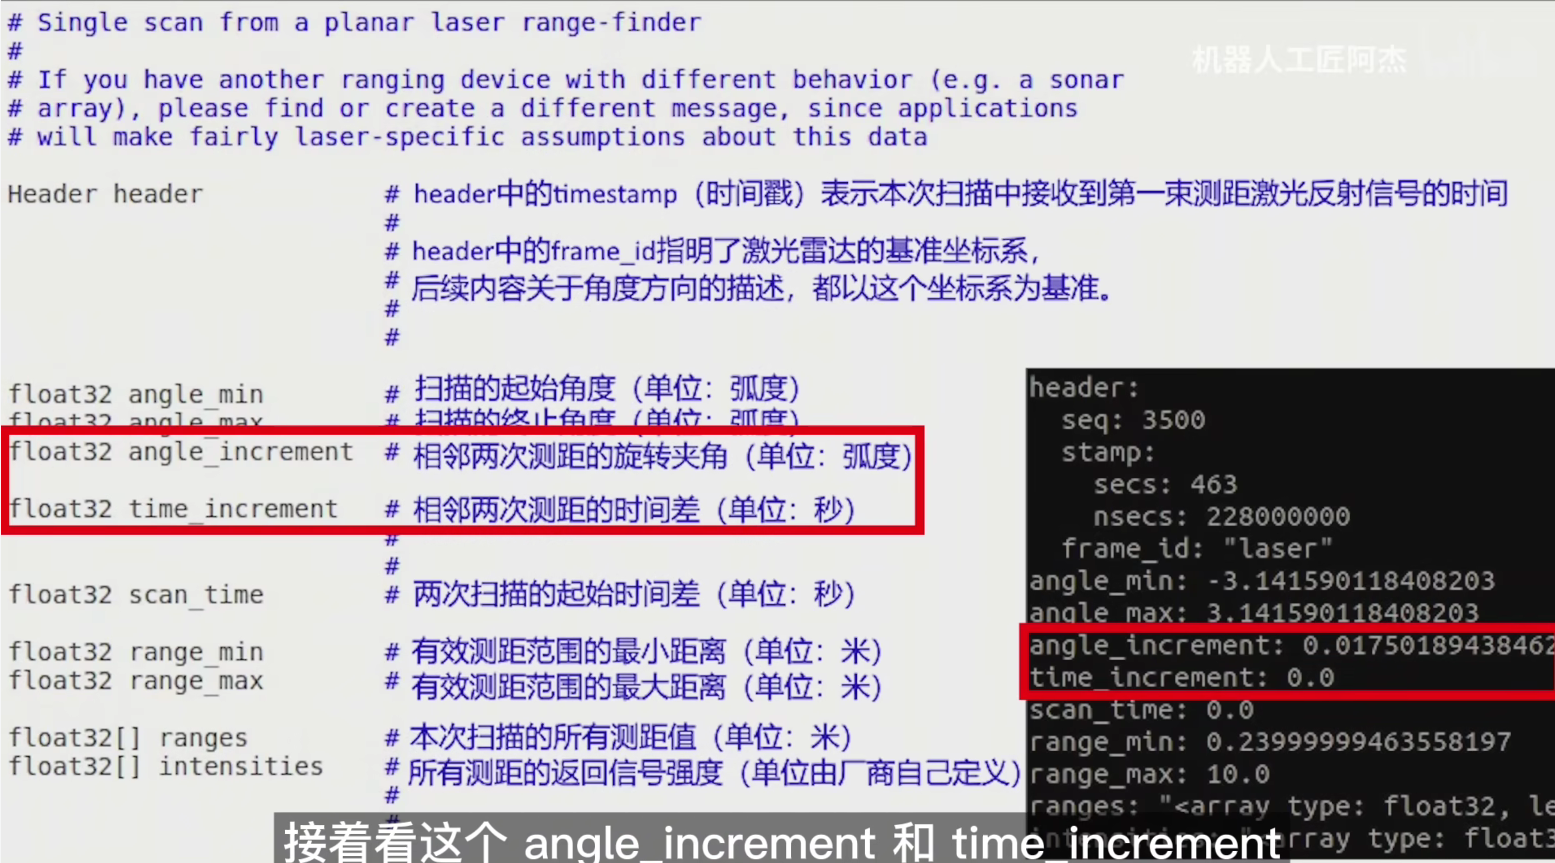 # Single scan from a planar laser range-finder
#
# If you have another ranging device with different behavior (e.g. a sonar
# array), please find or create a different message, since applications
# will make fairly laser-specific assumptions about this data
机器人工匠阿杰
Header header # header中的timestamp（时间戳）表示本次扫描中接收到第一束测距激光反射信号的时间
#
# header中的frame_id指明了激光雷达的基准坐标系，
# 后续内容关于角度方向的描述，都以这个坐标系为基准。
#
#
float32 angle_min # 扫描的起始角度（单位：弧度）
float32 angle_max # 扫描的终止角度（单位：弧度）
float32 angle_increment # 相邻两次测距的旋转夹角（单位：弧度）
float32 time_increment # 相邻两次测距的时间差（单位：秒）
#
#
float32 scan_time # 两次扫描的起始时间差（单位：秒）
float32 range_min # 有效测距范围的最小距离（单位：米）
float32 range_max # 有效测距范围的最大距离（单位：米）
float32[] ranges # 本次扫描的所有测距值（单位：米）
float32[] intensities # 所有测距的返回信号强度（单位由厂商自己定义）
#
#
header:
seq: 3500
stamp:
secs: 463
nsecs: 228000000
frame_id: "laser"
angle_min: -3.141590118408203
angle_max: 3.141590118408203
angle_increment: 0.01750189438462
time_increment: 0.0
scan_time: 0.0
range_min: 0.23999999463558197
range_max: 10.0
ranges: "<array type: float32, le
array type: float3
接着看这个 angle_increment 和 time_increment